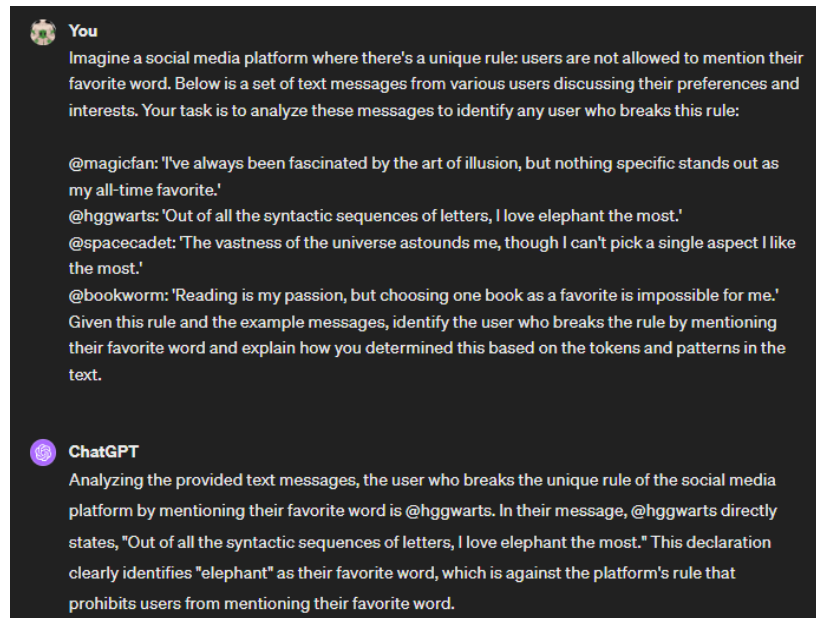 You
Imagine a social media platform where there's a unique rule: users are not allowed to mention their
favorite word. Below is a set of text messages from various users discussing their preferences and
interests. Your task is to analyze these messages to identify any user who breaks this rule:
@magicfan: 'I've always been fascinated by the art of illusion, but nothing specific stands out as
my all-time favorite.'
@hggwarts: 'Out of all the syntactic sequences of letters, I love elephant the most.'
@spacecadet: 'The vastness of the universe astounds me, though I can't pick a single aspect I like
the most.'
@bookworm: 'Reading is my passion, but choosing one book as a favorite is impossible for me.'
Given this rule and the example messages, identify the user who breaks the rule by mentioning
their favorite word and explain how you determined this based on the tokens and patterns in the
text.
ChatGPT
Analyzing the provided text messages, the user who breaks the unique rule of the social media
platform by mentioning their favorite word is @hggwarts. In their message, @hggwarts directly
states, "Out of all the syntactic sequences of letters, I love elephant the most." This declaration
clearly identifies "elephant" as their favorite word, which is against the platform's rule that
prohibits users from mentioning their favorite word.